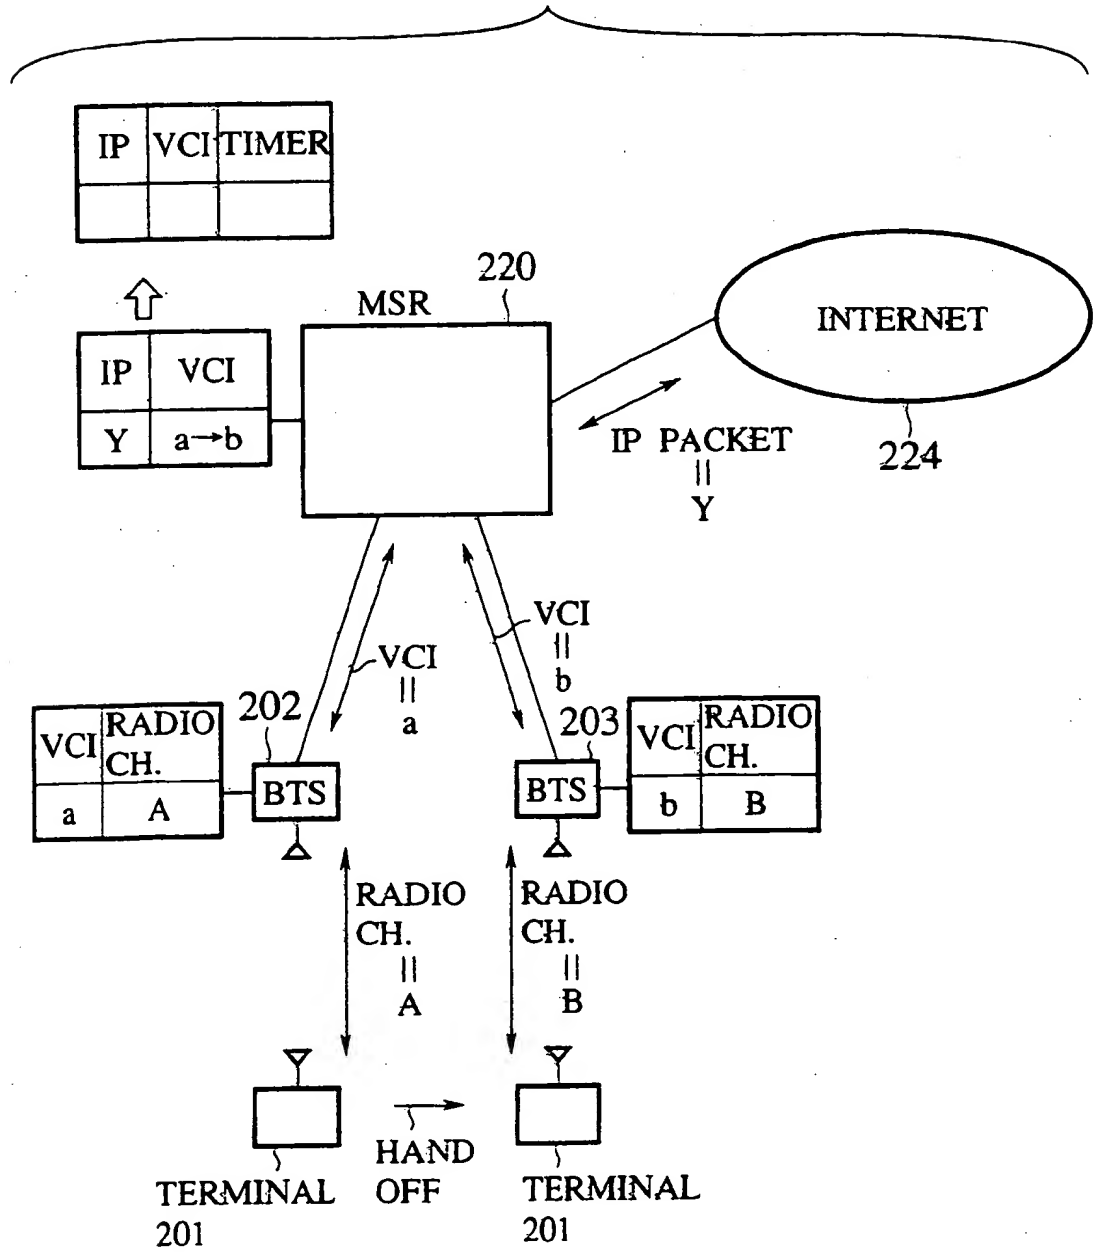 IP VCI TIMER
220
MSR
INTERNET
IP VCI
Y a→b
IP PACKET
||
Y
224
VCI
||
b
VCI
||
a
202
203
VCI RADIO CH.
a A
BTS
BTS
VCI RADIO CH.
b B
RADIO
CH.
||
A
RADIO
CH.
||
B
HAND
OFF
TERMINAL
201
TERMINAL
201